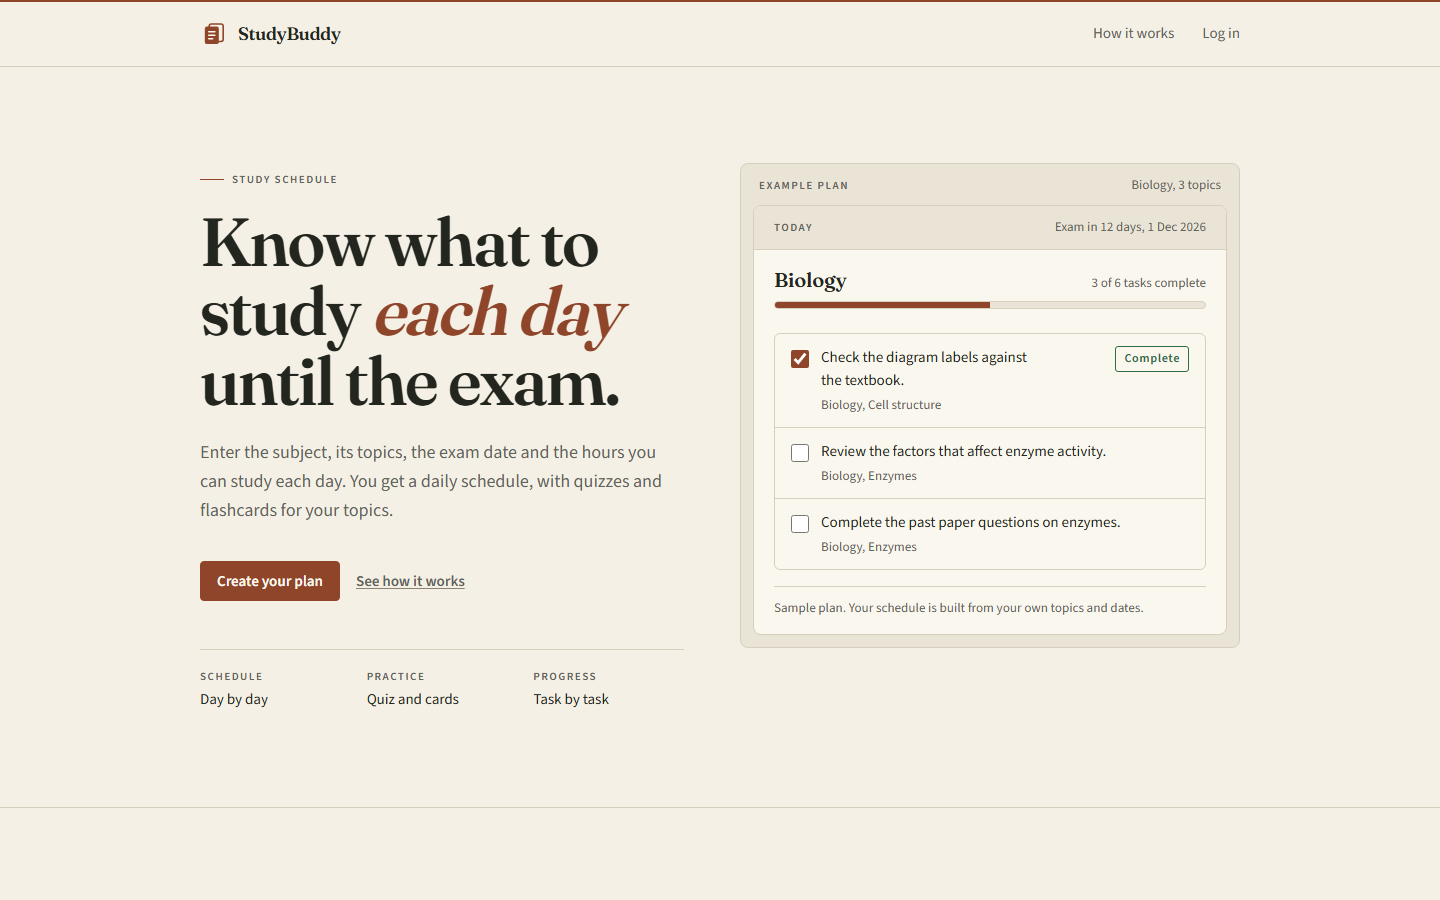 StudyBuddy
How it works
Log in
STUDY SCHEDULE
Know what to
study each day
until the exam.
Enter the subject, its topics, the exam date and the hours you
can study each day. You get a daily schedule, with quizzes and
flashcards for your topics.
Create your plan
See how it works
SCHEDULE
Day by day
PRACTICE
Quiz and cards
PROGRESS
Task by task
EXAMPLE PLAN
Biology, 3 topics
TODAY
Exam in 12 days, 1 Dec 2026
Biology
3 of 6 tasks complete
Check the diagram labels against
the textbook.
Complete
Biology, Cell structure
Review the factors that affect enzyme activity.
Biology, Enzymes
Complete the past paper questions on enzymes.
Biology, Enzymes
Sample plan. Your schedule is built from your own topics and dates.